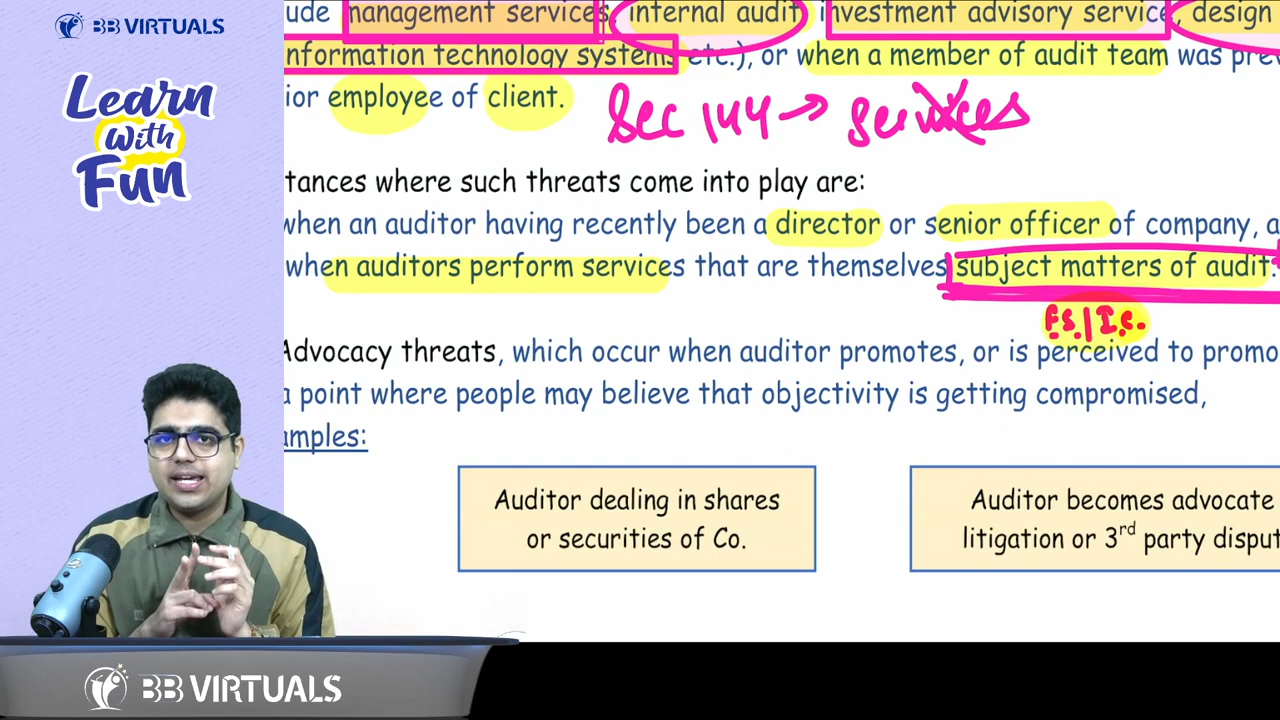 BB VIRTUALS
Learn
With
Fun
ude management services, internal audit, investment advisory service, design
nformation technology systems etc.), or when a member of audit team was prev
ior employee of client.
Sec 144 → services
tances where such threats come into play are:
when an auditor having recently been a director or senior officer of company, a
when auditors perform services that are themselves subject matters of audit.
F.S./I.C.
Advocacy threats, which occur when auditor promotes, or is perceived to promo
a point where people may believe that objectivity is getting compromised,
amples:
Auditor dealing in shares
or securities of Co.
Auditor becomes advocate
litigation or 3rd party disput
BB VIRTUALS